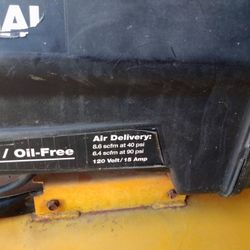 / Oil-Free
Air Delivery:
6.6 scfm at 40 psi
6.4 scfm at 90 psi
120 Volt/15 Amp